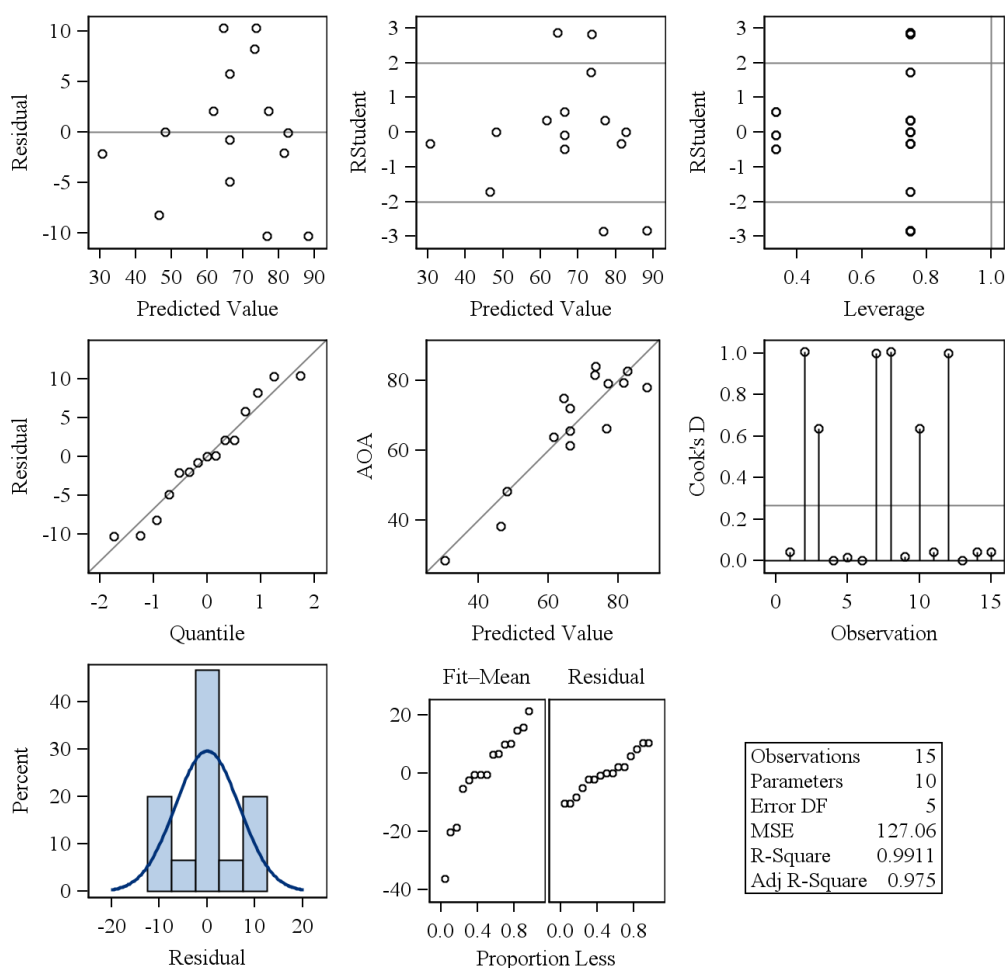 10
5
0
-5
-10
Residual
30 40 50 60 70 80 90
Predicted Value
3
2
1
0
-1
-2
-3
RStudent
30 40 50 60 70 80 90
Predicted Value
3
2
1
0
-1
-2
-3
RStudent
0.4 0.6 0.8 1.0
Leverage
10
5
0
-5
-10
Residual
-2 -1 0 1 2
Quantile
80
60
40
AOA
40 60 80
Predicted Value
1.0
0.8
0.6
0.4
0.2
0.0
Cook's D
0 5 10 15
Observation
40
30
20
10
0
Percent
-20 -10 0 10 20
Residual
Fit–Mean Residual
20
0
-20
-40
0.0 0.4 0.8 0.0 0.4 0.8
Proportion Less
Observations 15
Parameters 10
Error DF 5
MSE 127.06
R-Square 0.9911
Adj R-Square 0.975